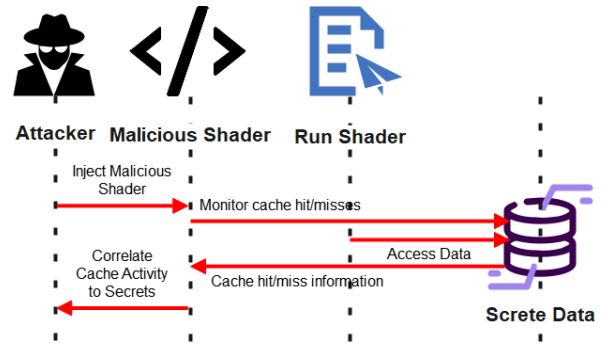 Attacker
Malicious Shader
Run Shader
Inject Malicious
Shader
Monitor cache hit/misses
Access Data
Correlate
Cache Activity
to Secrets
Cache hit/miss information
Screte Data